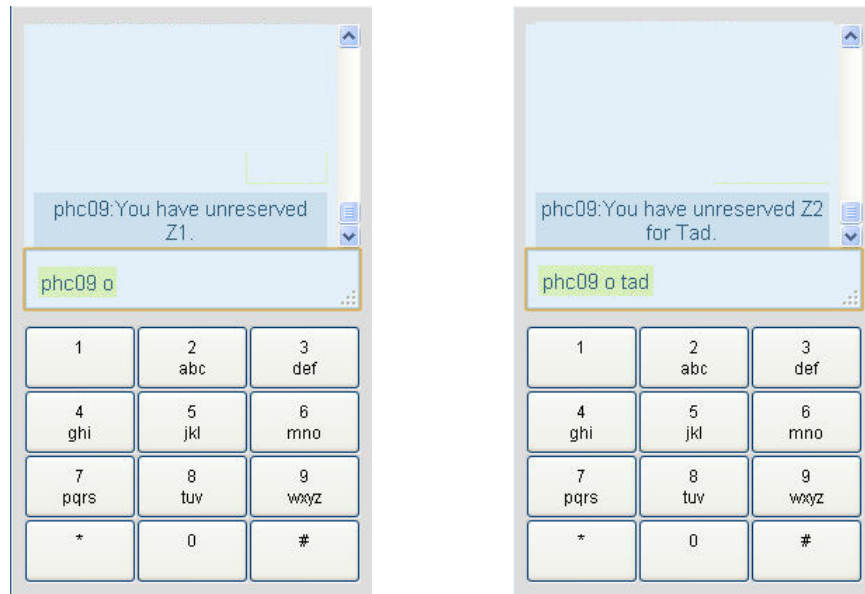 phc09:You have unreserved
Z1.
phc09 o
1 2 3
abc def
4 5 6
ghi jkl mno
7 8 9
pqrs tuv wxyz
* 0 #
phc09:You have unreserved Z2
for Tad.
phc09 o tad
1 2 3
abc def
4 5 6
ghi jkl mno
7 8 9
pqrs tuv wxyz
* 0 #